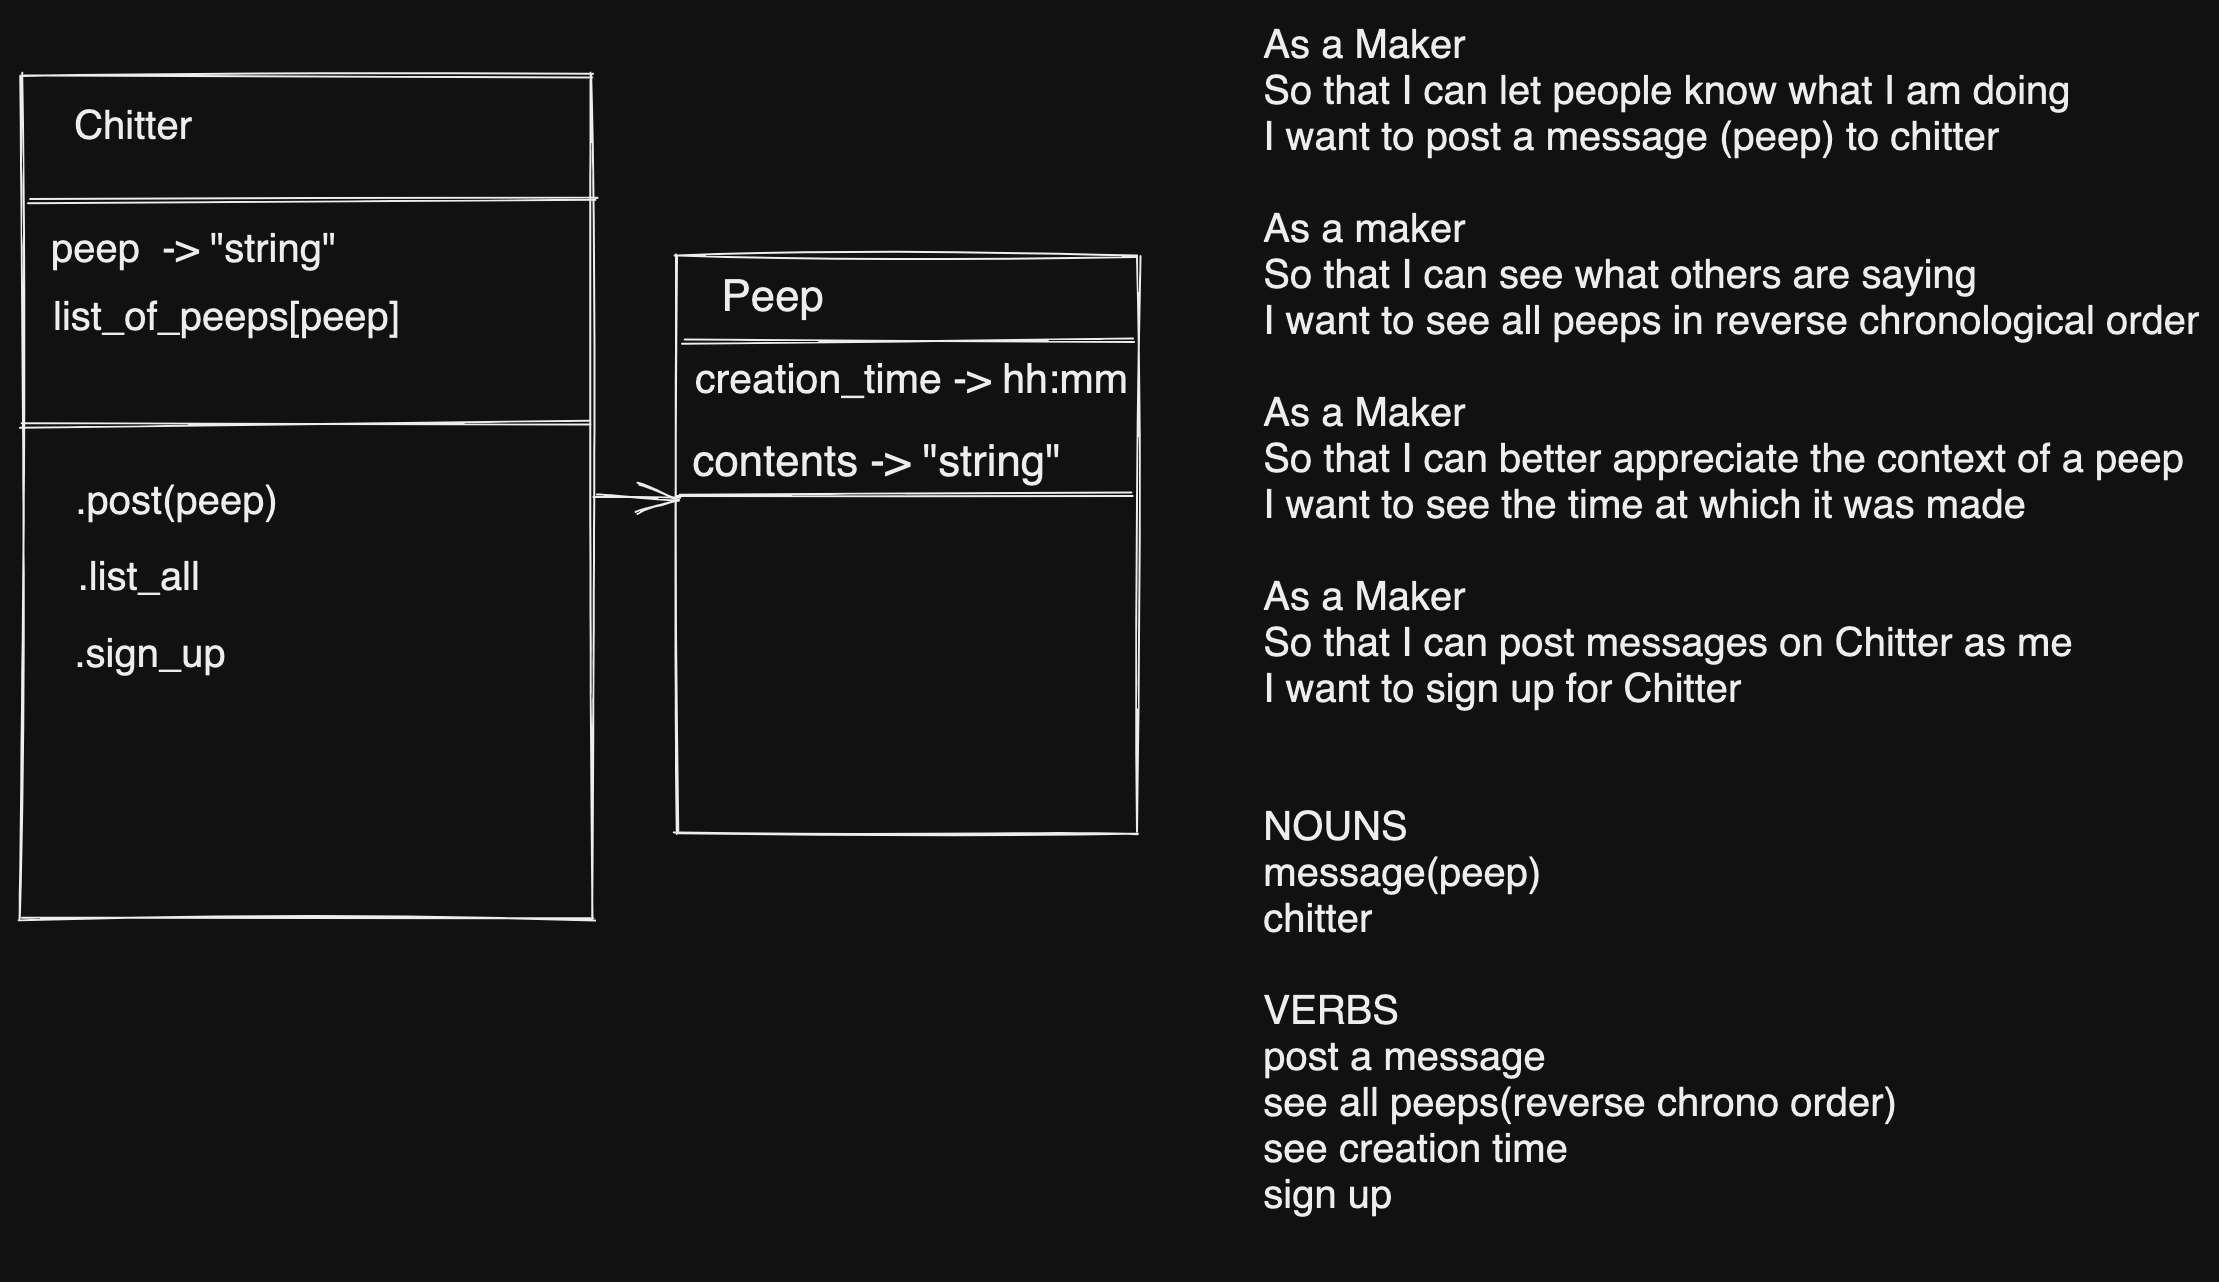 Chitter
peep  -> "string"
list_of_peeps[peep]
.post(peep)
.list_all
.sign_up
Peep
creation_time -> hh:mm
contents -> "string"
As a Maker
So that I can let people know what I am doing
I want to post a message (peep) to chitter
As a maker
So that I can see what others are saying
I want to see all peeps in reverse chronological order
As a Maker
So that I can better appreciate the context of a peep
I want to see the time at which it was made
As a Maker
So that I can post messages on Chitter as me
I want to sign up for Chitter
NOUNS
message(peep)
chitter
VERBS
post a message
see all peeps(reverse chrono order)
see creation time
sign up